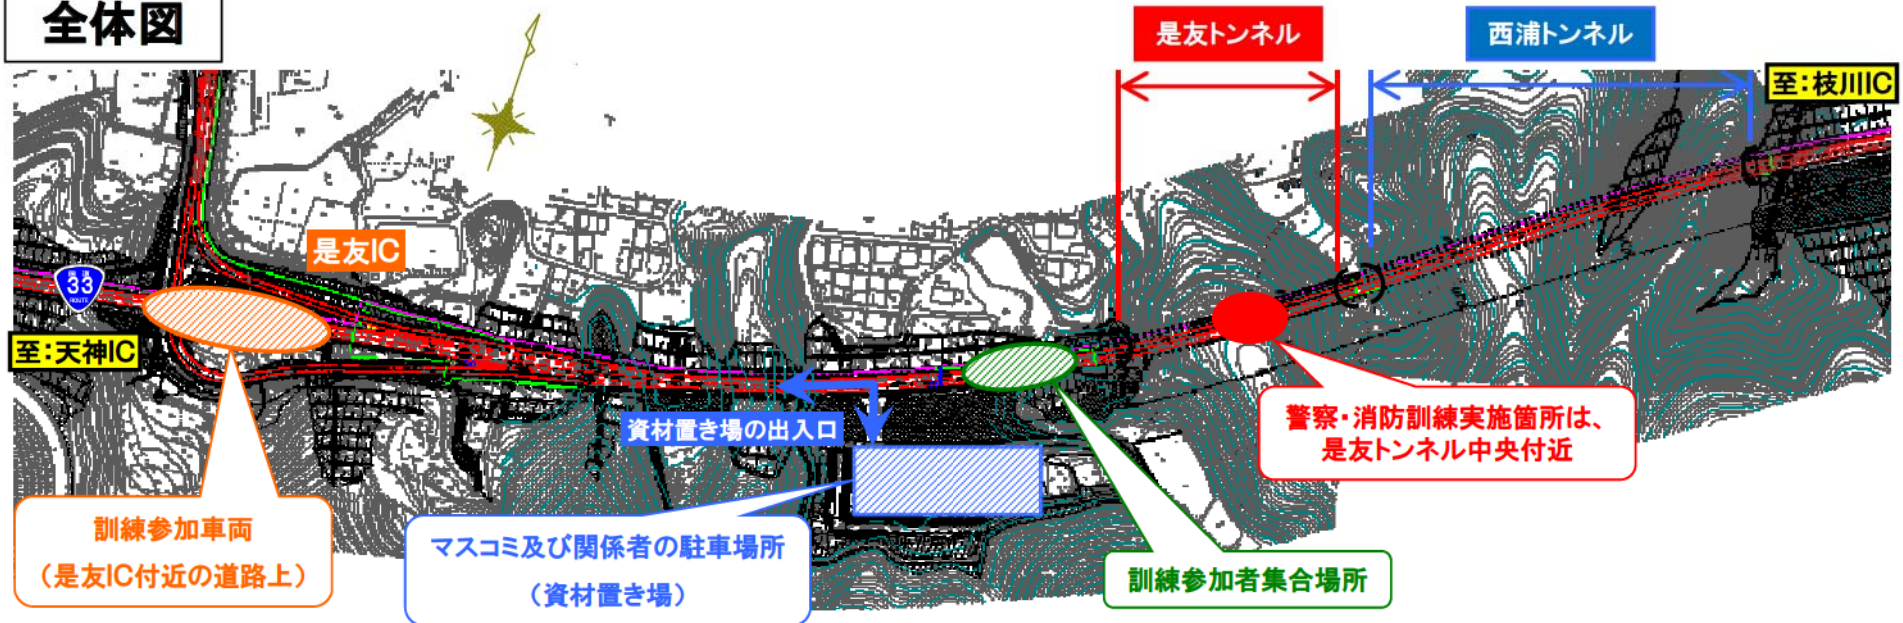 全体図
是友トンネル
西浦トンネル
至:枝川IC
是友IC
国道
33
ROUTE
至:天神IC
資材置き場の出入口
警察・消防訓練実施箇所は、
是友トンネル中央付近
訓練参加車両
(是友IC付近の道路上)
マスコミ及び関係者の駐車場所
(資材置き場)
訓練参加者集合場所